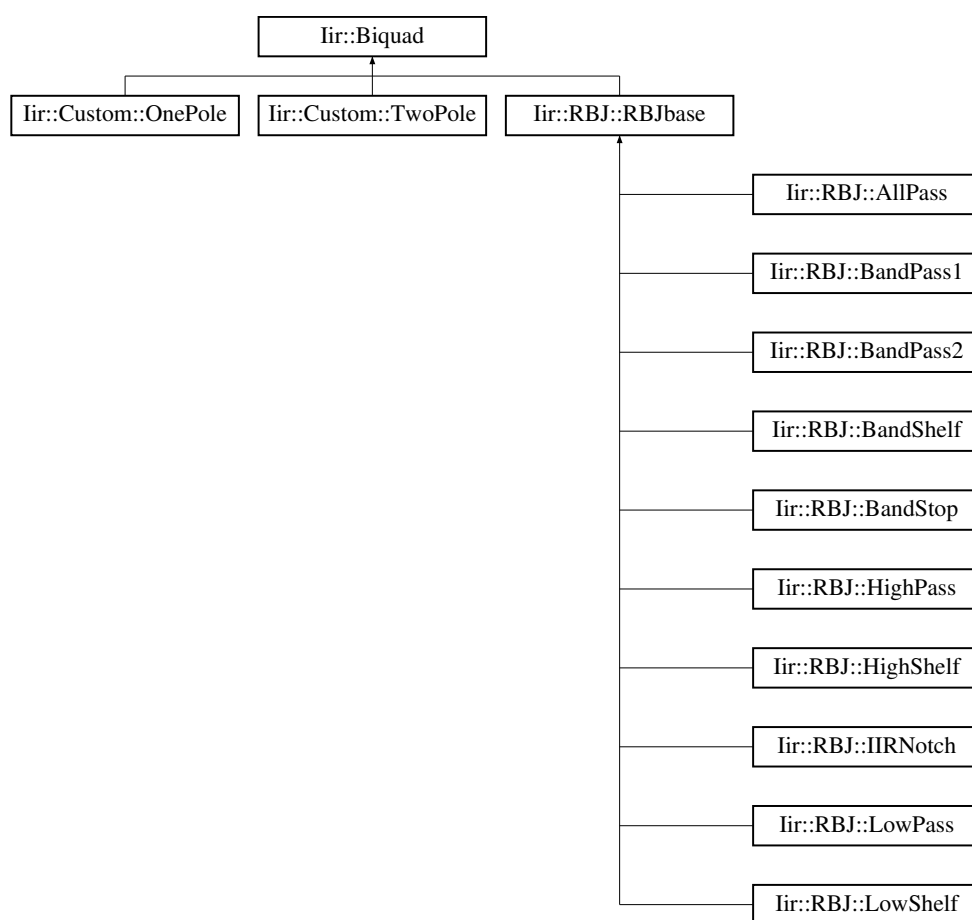 Iir::Biquad
Iir::Custom::OnePole
Iir::Custom::TwoPole
Iir::RBJ::RBJbase
Iir::RBJ::AllPass
Iir::RBJ::BandPass1
Iir::RBJ::BandPass2
Iir::RBJ::BandShelf
Iir::RBJ::BandStop
Iir::RBJ::HighPass
Iir::RBJ::HighShelf
Iir::RBJ::IIRNotch
Iir::RBJ::LowPass
Iir::RBJ::LowShelf